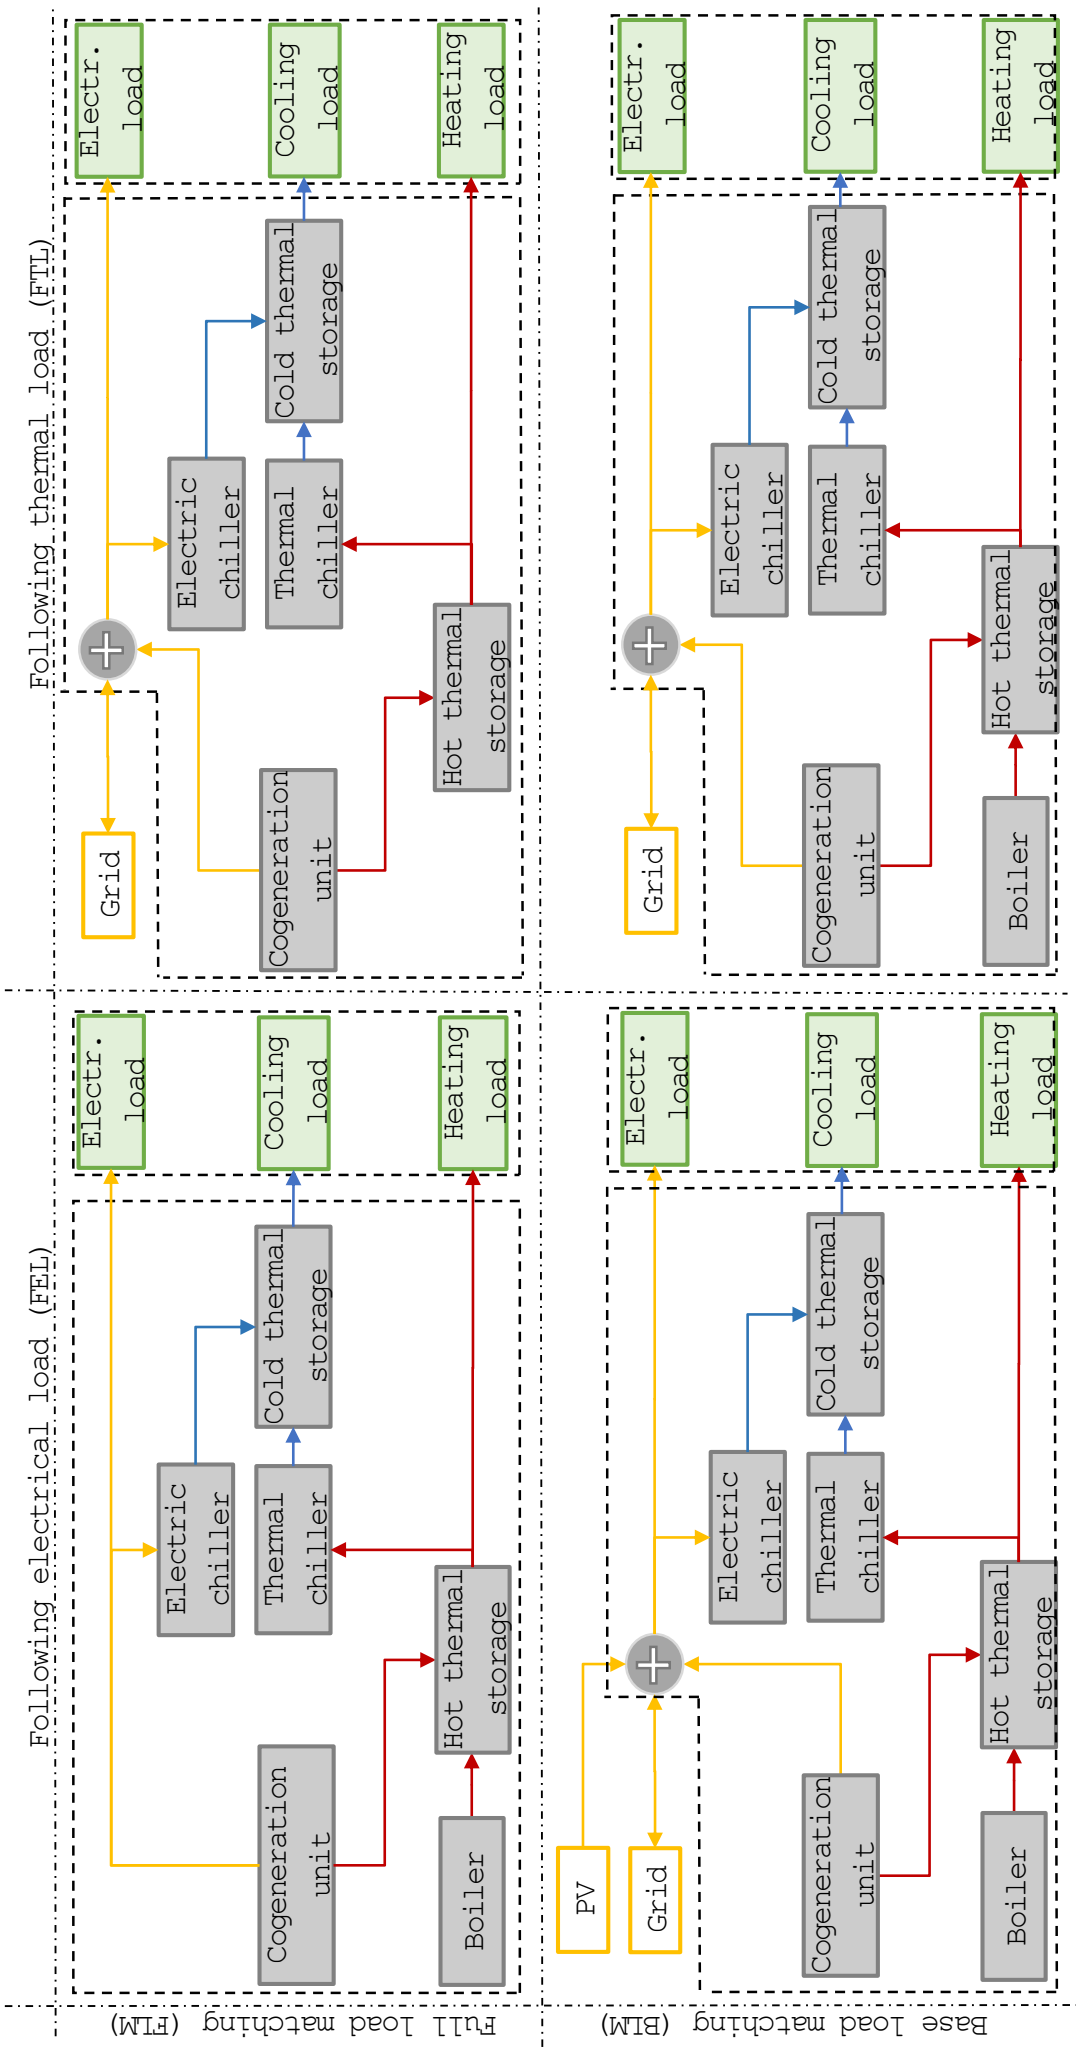 Following electrical load (FEL)
Following thermal load (FTL)
Full load matching (FLM)
Cogeneration
unit
Boiler
Hot thermal
storage
Electric
chiller
Thermal
chiller
Cold thermal
storage
Electr.
load
Cooling
load
Heating
load
Grid
Cogeneration
unit
Hot thermal
storage
Electric
chiller
Thermal
chiller
Cold thermal
storage
Electr.
load
Cooling
load
Heating
load
Base load matching (BLM)
PV
Grid
Cogeneration
unit
Boiler
Hot thermal
storage
Electric
chiller
Thermal
chiller
Cold thermal
storage
Electr.
load
Cooling
load
Heating
load
Grid
Cogeneration
unit
Boiler
Hot thermal
storage
Electric
chiller
Thermal
chiller
Cold thermal
storage
Electr.
load
Cooling
load
Heating
load